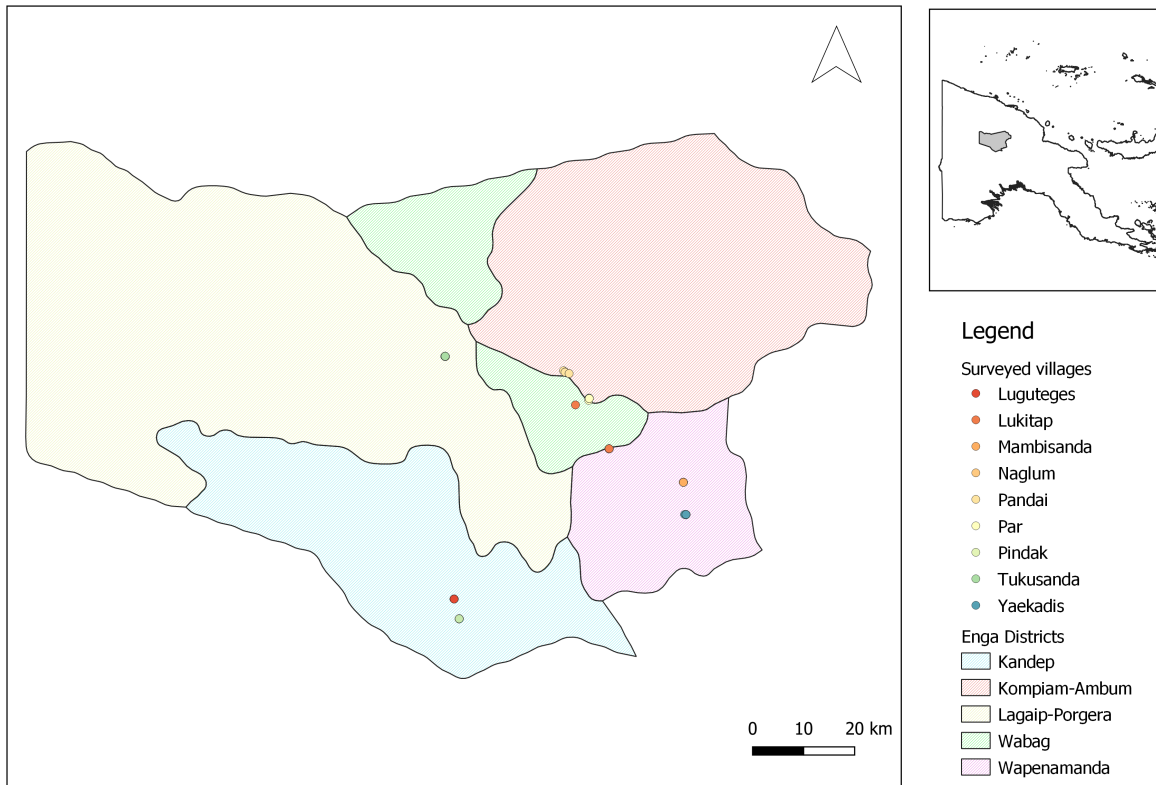 0 10 20 km
Legend
Surveyed villages
Luguteges
Lukitap
Mambisanda
Naglum
Pandai
Par
Pindak
Tukusanda
Yaekadis
Enga Districts
Kandep
Kompiam-Ambum
Lagaip-Porgera
Wabag
Wapenamanda